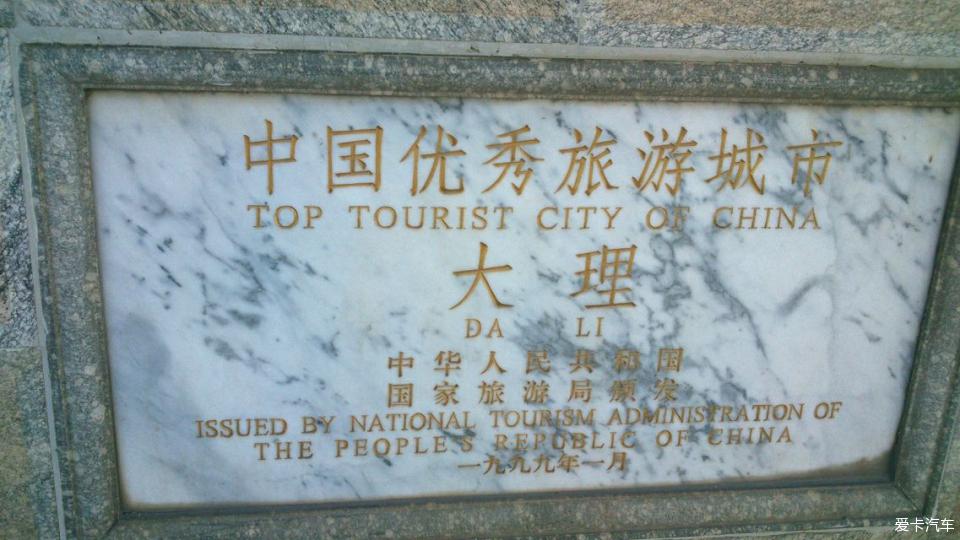 中国优秀旅游城市
TOP TOURIST CITY OF CHINA
大理
DA LI
中华人民共和国
国家旅游局颁发
ISSUED BY NATIONAL TOURISM ADMINISTRATION OF
THE PEOPLE'S REPUBLIC OF CHINA
一九九九年一月
爱卡汽车